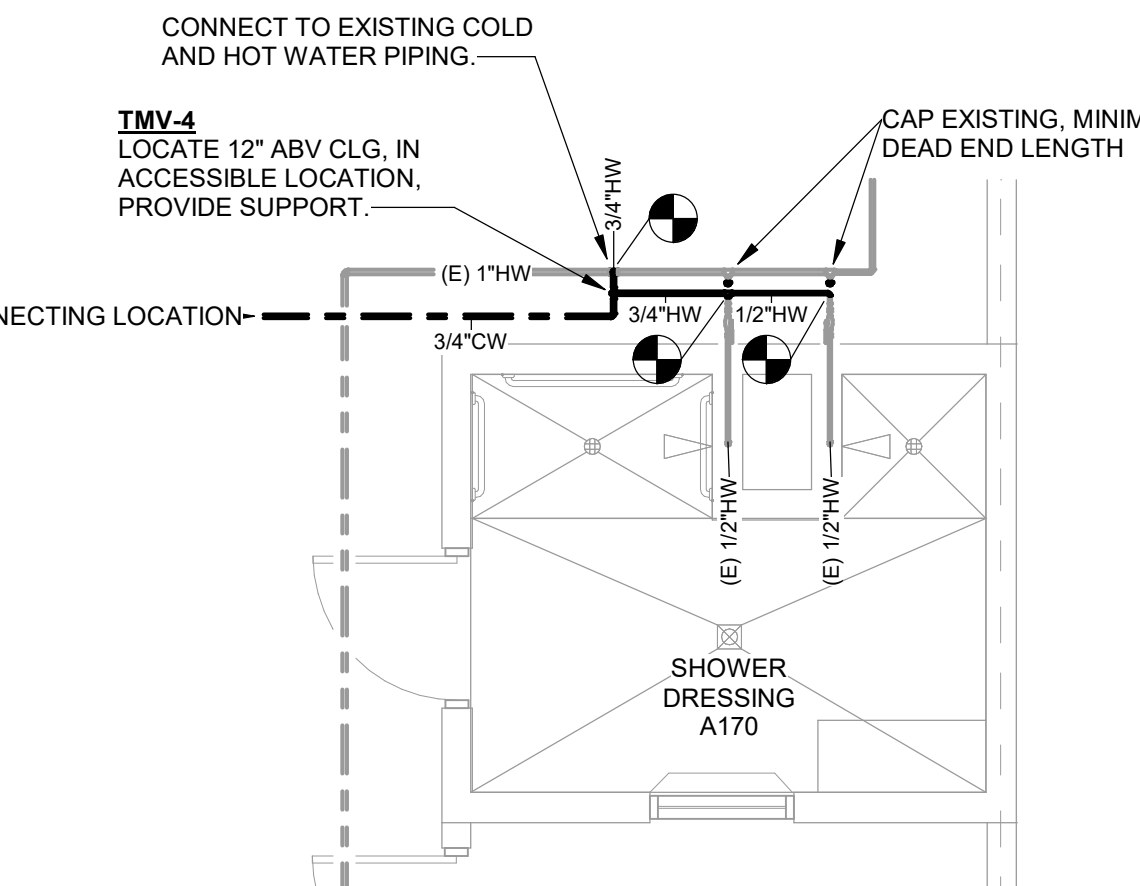 CONNECT TO EXISTING COLD
AND HOT WATER PIPING.
TMV-4
LOCATE 12" ABV CLG, IN
ACCESSIBLE LOCATION,
PROVIDE SUPPORT.
CAP EXISTING, MINIM
DEAD END LENGTH
3/4"HW
(E) 1"HW
NECTING LOCATION
3/4"HW
1/2"HW
3/4"CW
(E) 1/2"HW
(E) 1/2"HW
SHOWER
DRESSING
A170